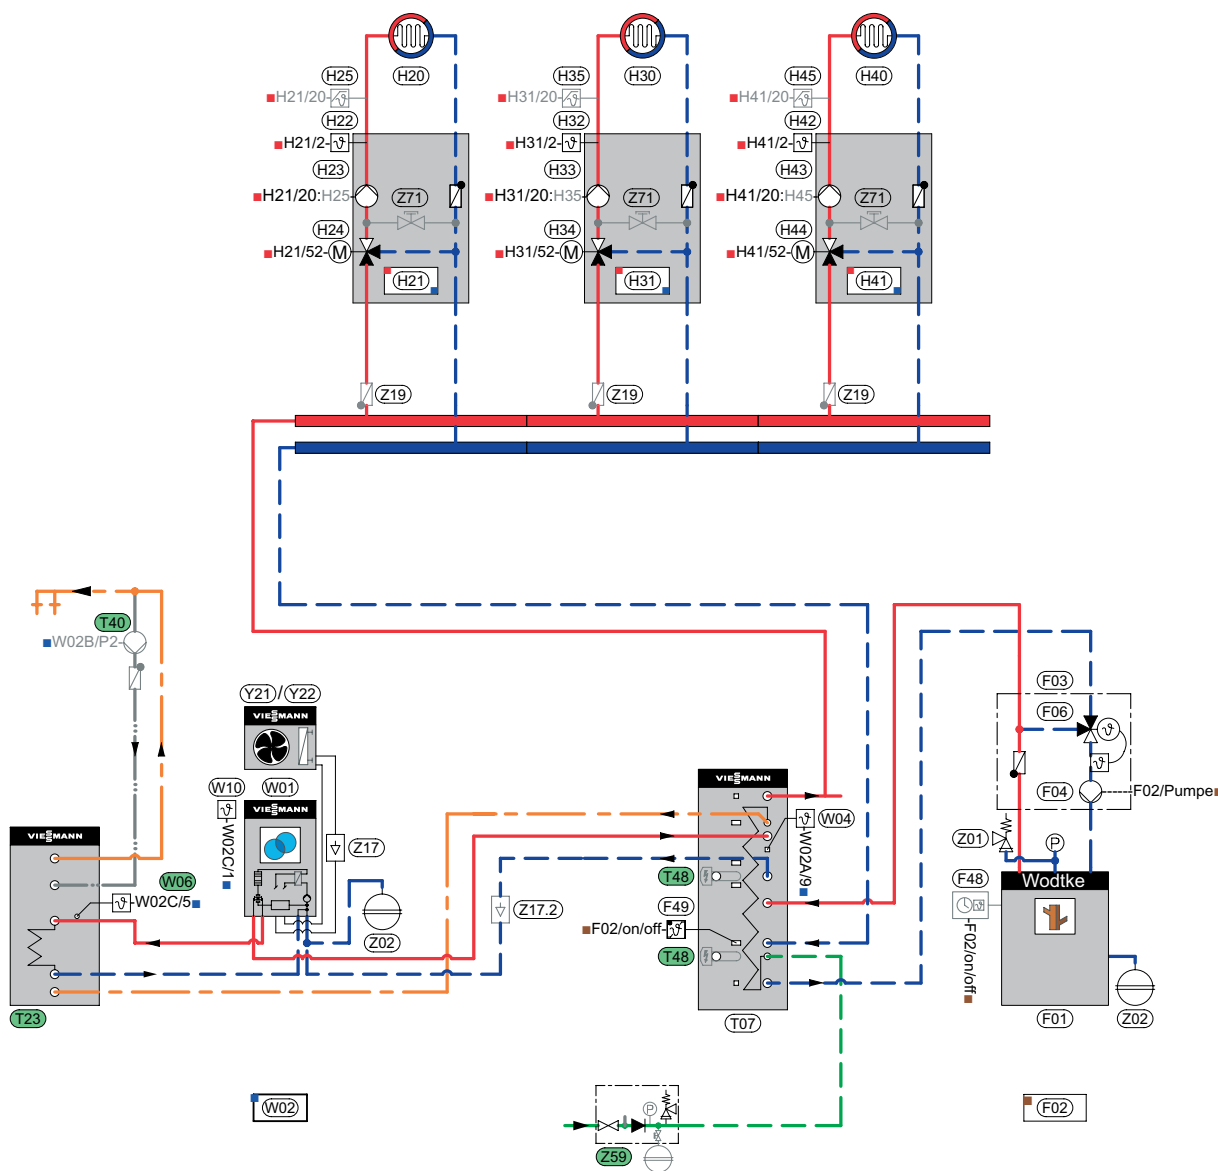 H25 H20 H35 H30 H45 H40
H21/20 H31/20 H41/20
H22 H32 H42
H21/2 H31/2 H41/2
H23 H33 H43
H21/20:H25 Z71 H31/20:H35 Z71 H41/20:H45 Z71
H24 H34 H44
H21/52 M H31/52 M H41/52 M
H21 H31 H41
Z19 Z19 Z19
T40
W02B/P2
Y21 / Y22
VIESMANN
F03
F06
ϑ
ϑ
F04 F02/Pumpe
W10 W01
ϑ
VIESMANN
W02C/1
Z17
VIESMANN
W04
ϑ
W02A/9
Z01 P
VIESMANN
W06
ϑ W02C/5
Z02
Z17.2
T48
F49
F02/on/off ϑ
T48
T07
Wodtke
F48
ϑ
F02/on/off
F01 Z02
T23
W02
P
Z59
F02